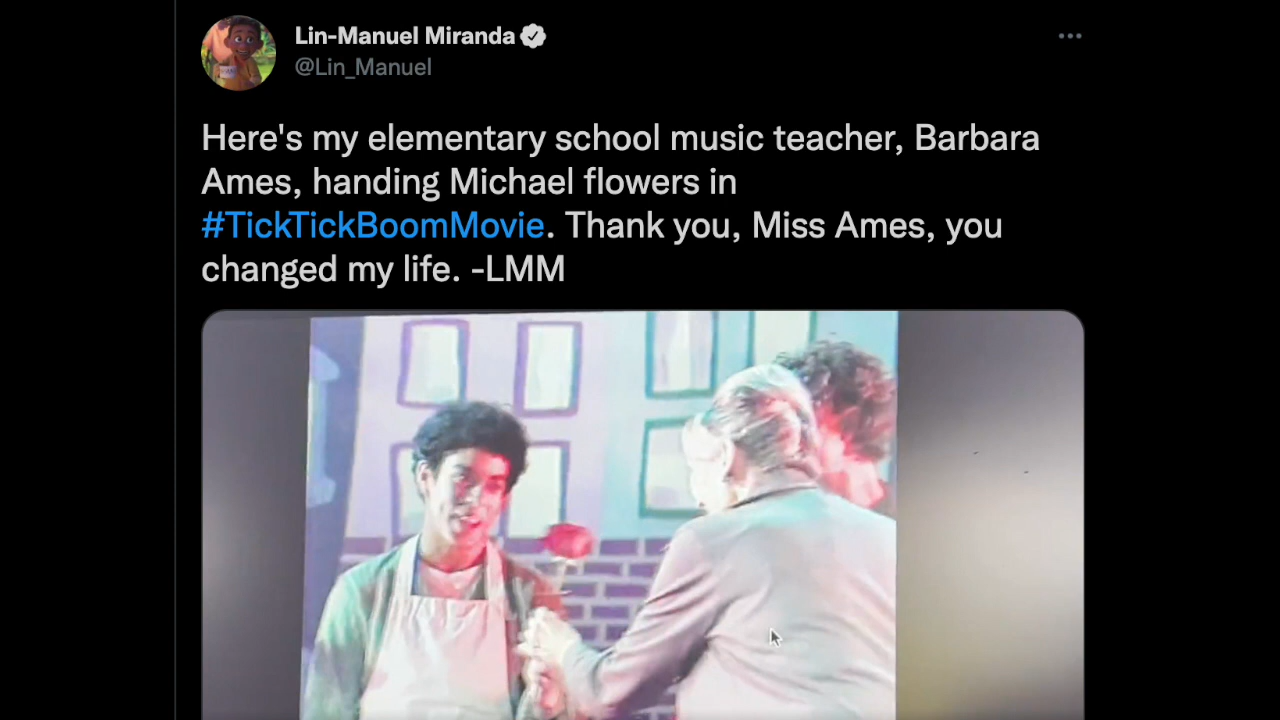 Lin-Manuel Miranda
@Lin_Manuel
Here's my elementary school music teacher, Barbara
Ames, handing Michael flowers in
#TickTickBoomMovie. Thank you, Miss Ames, you
changed my life. -LMM